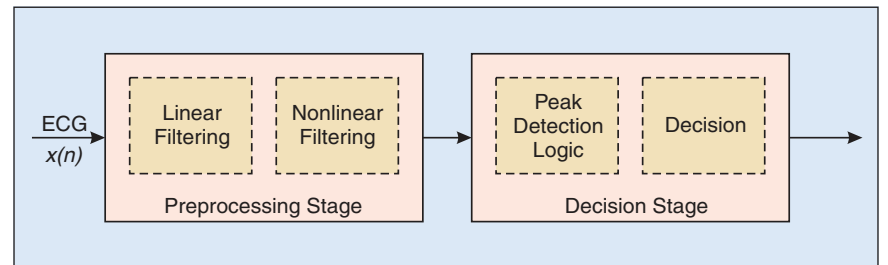 ECG
x(n)
Linear
Filtering
Nonlinear
Filtering
Preprocessing Stage
Peak
Detection
Logic
Decision
Decision Stage